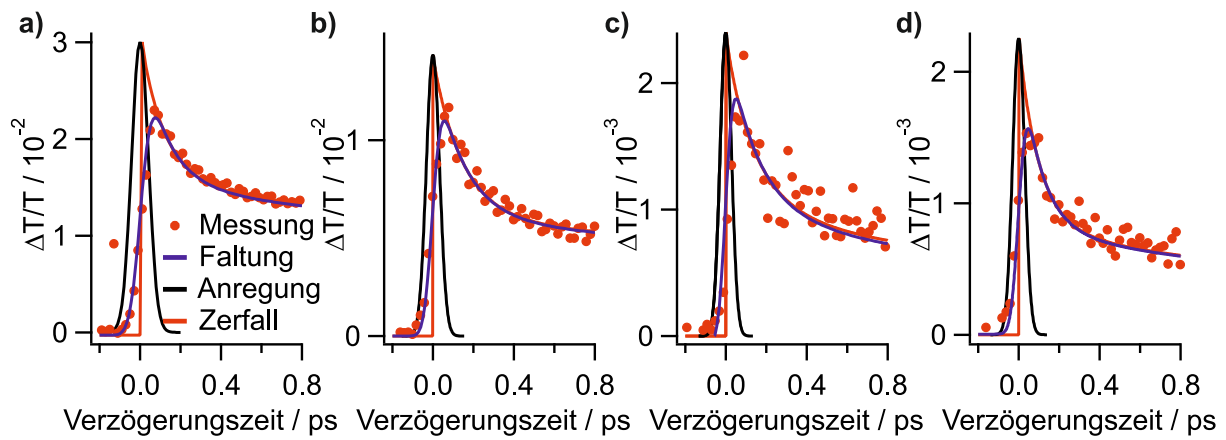 a)
b)
c)
d)
ΔT/T / 10⁻²
3
2
1
0
Messung
Faltung
Anregung
Zerfall
0.0 0.4 0.8
Verzögerungszeit / ps
ΔT/T / 10⁻²
1
0
0.0 0.4 0.8
Verzögerungszeit / ps
ΔT/T / 10⁻³
2
1
0
0.0 0.4 0.8
Verzögerungszeit / ps
ΔT/T / 10⁻³
2
1
0
0.0 0.4 0.8
Verzögerungszeit / ps